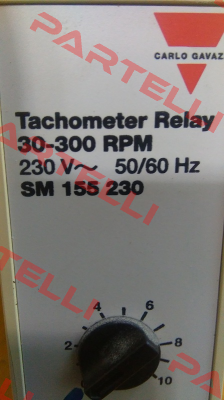 CARLO GAVAZ
Tachometer Relay
30-300 RPM
230 V~ 50/60 Hz
SM 155 230
4 6
2 8
10
PARTELLI
PARTELLI
PARTELLI
PARTELLI